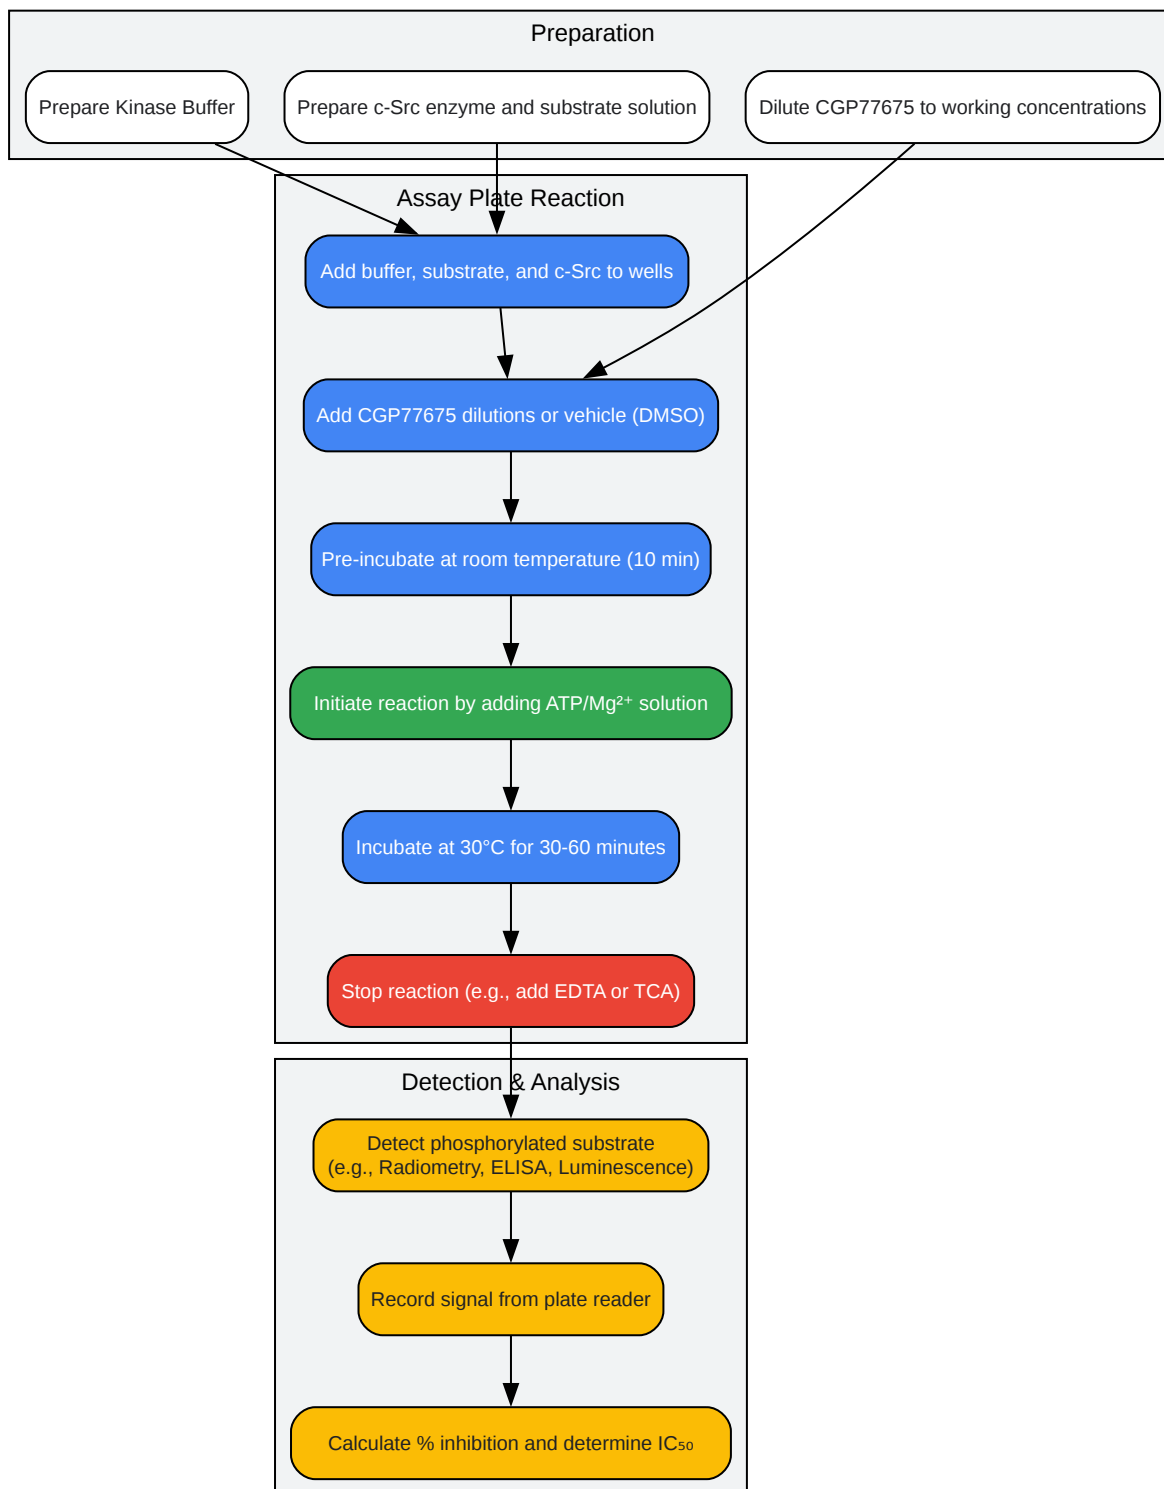 Preparation
Prepare Kinase Buffer
Prepare c-Src enzyme and substrate solution
Dilute CGP77675 to working concentrations
Assay Plate Reaction
Add buffer, substrate, and c-Src to wells
Add CGP77675 dilutions or vehicle (DMSO)
Pre-incubate at room temperature (10 min)
Initiate reaction by adding ATP/Mg²⁺ solution
Incubate at 30°C for 30-60 minutes
Stop reaction (e.g., add EDTA or TCA)
Detection & Analysis
Detect phosphorylated substrate
(e.g., Radiometry, ELISA, Luminescence)
Record signal from plate reader
Calculate % inhibition and determine IC₅₀